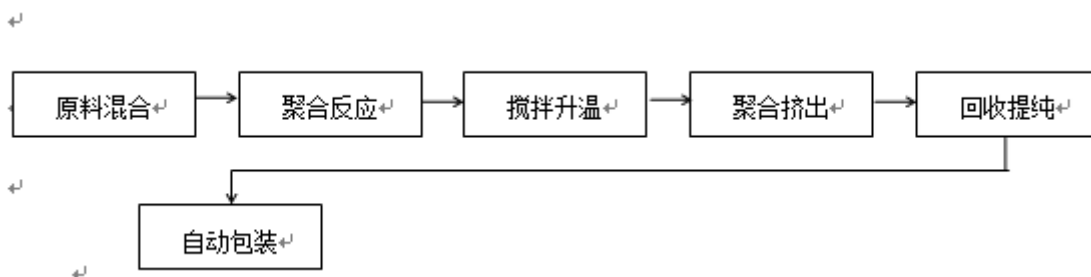 原料混合
聚合反应
搅拌升温
聚合挤出
回收提纯
自动包装